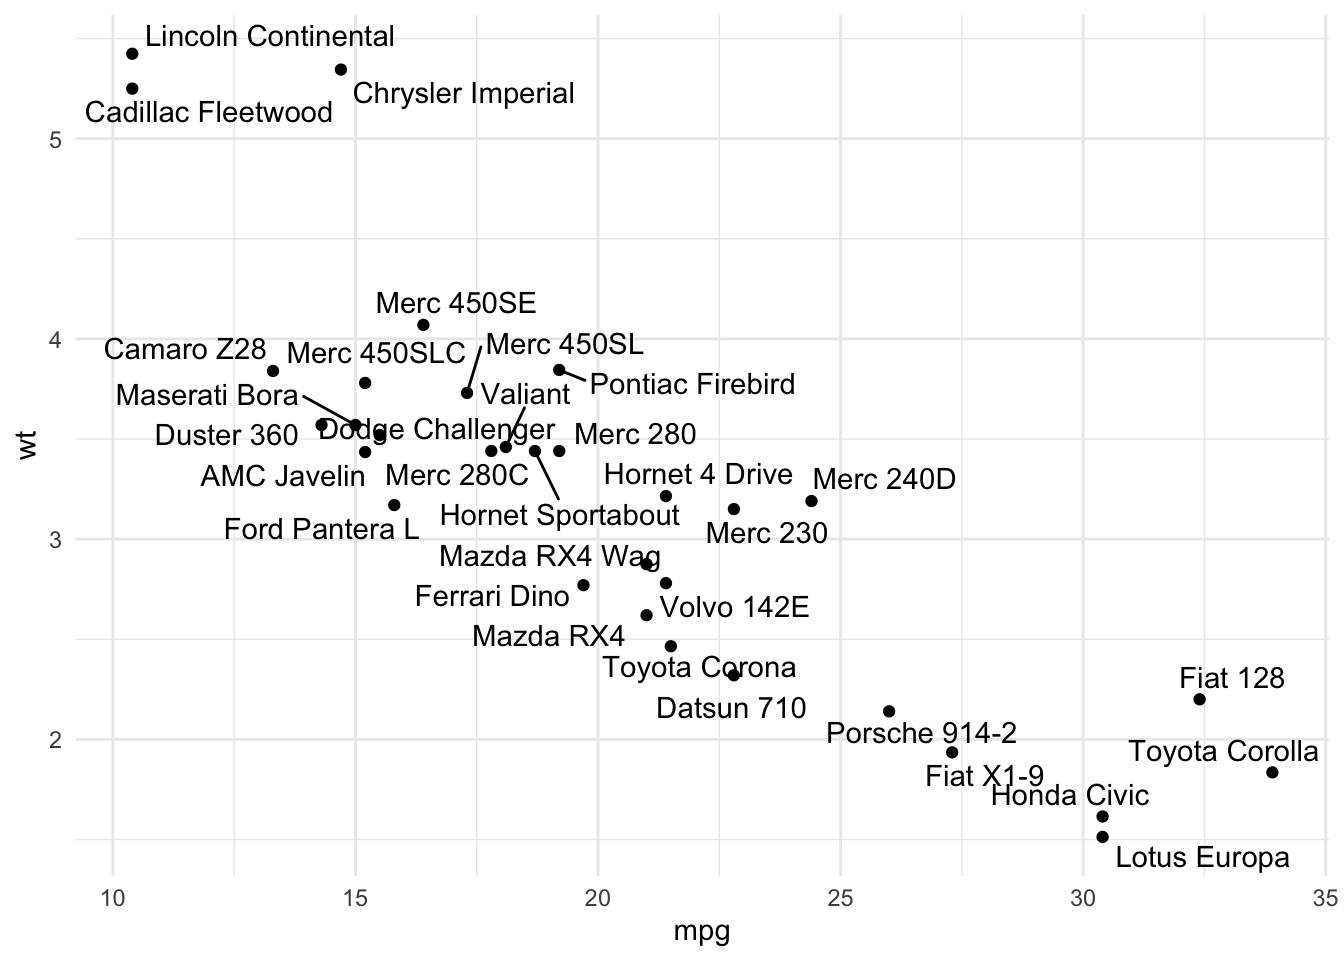 Lincoln Continental
Chrysler Imperial
Cadillac Fleetwood
5
Merc 450SE
4
Camaro Z28
Merc 450SLC
Merc 450SL
Pontiac Firebird
Maserati Bora
Valiant
Duster 360
Dodge Challenger
Merc 280
wt
AMC Javelin
Merc 280C
Hornet 4 Drive
Merc 240D
Hornet Sportabout
Ford Pantera L
Merc 230
3
Mazda RX4 Wag
Ferrari Dino
Volvo 142E
Mazda RX4
Toyota Corona
Fiat 128
Datsun 710
Porsche 914-2
2
Toyota Corolla
Fiat X1-9
Honda Civic
Lotus Europa
10
15
20
25
30
35
mpg